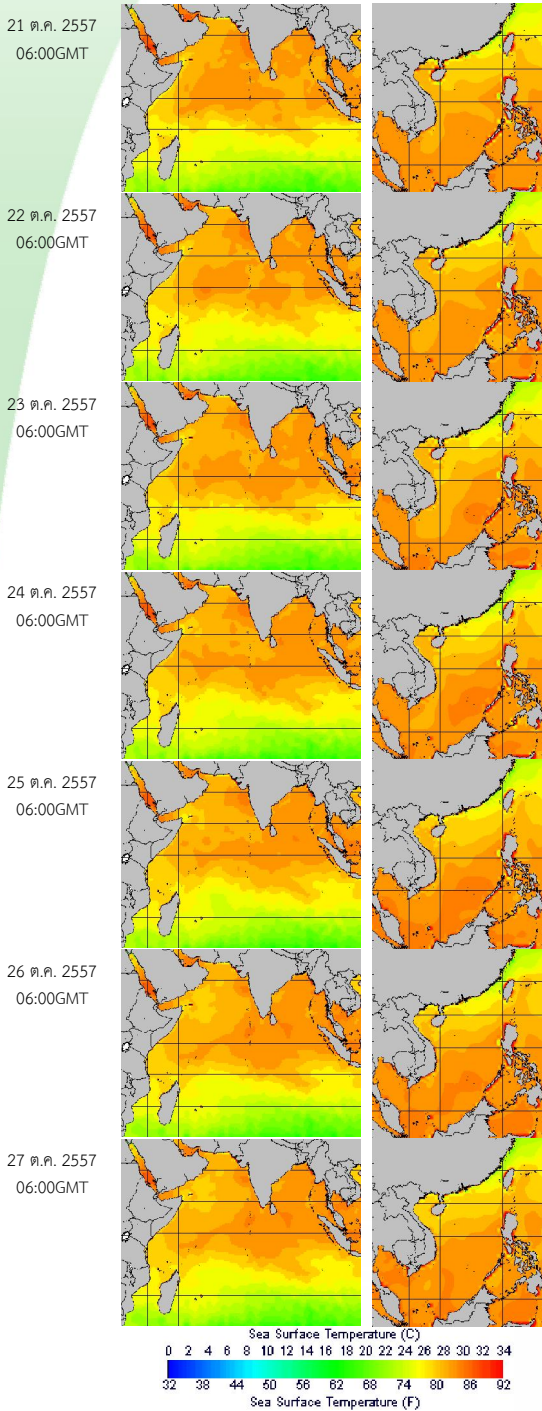 21 ต.ค. 2557
06:00GMT
22 ต.ค. 2557
06:00GMT
23 ต.ค. 2557
06:00GMT
24 ต.ค. 2557
06:00GMT
25 ต.ค. 2557
06:00GMT
26 ต.ค. 2557
06:00GMT
27 ต.ค. 2557
06:00GMT
Sea Surface Temperature (C)
0 2 4 6 8 10 12 14 16 18 20 22 24 26 28 30 32 34
32 38 44 50 56 62 68 74 80 86 92
Sea Surface Temperature (F)